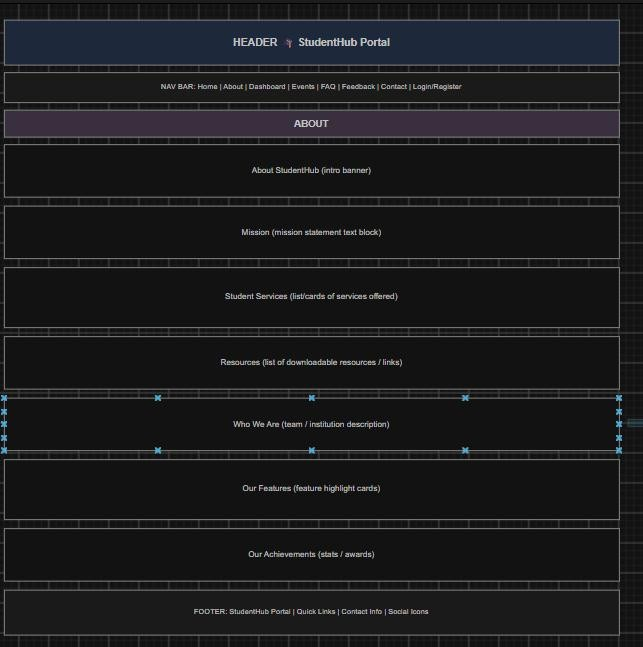 HEADER StudentHub Portal
NAV BAR: Home | About | Dashboard | Events | FAQ | Feedback | Contact | Login/Register
ABOUT
About StudentHub (intro banner)
Mission (mission statement text block)
Student Services (list/cards of services offered)
Resources (list of downloadable resources / links)
Who We Are (team / institution description)
Our Features (feature highlight cards)
Our Achievements (stats / awards)
FOOTER: StudentHub Portal | Quick Links | Contact Info | Social Icons